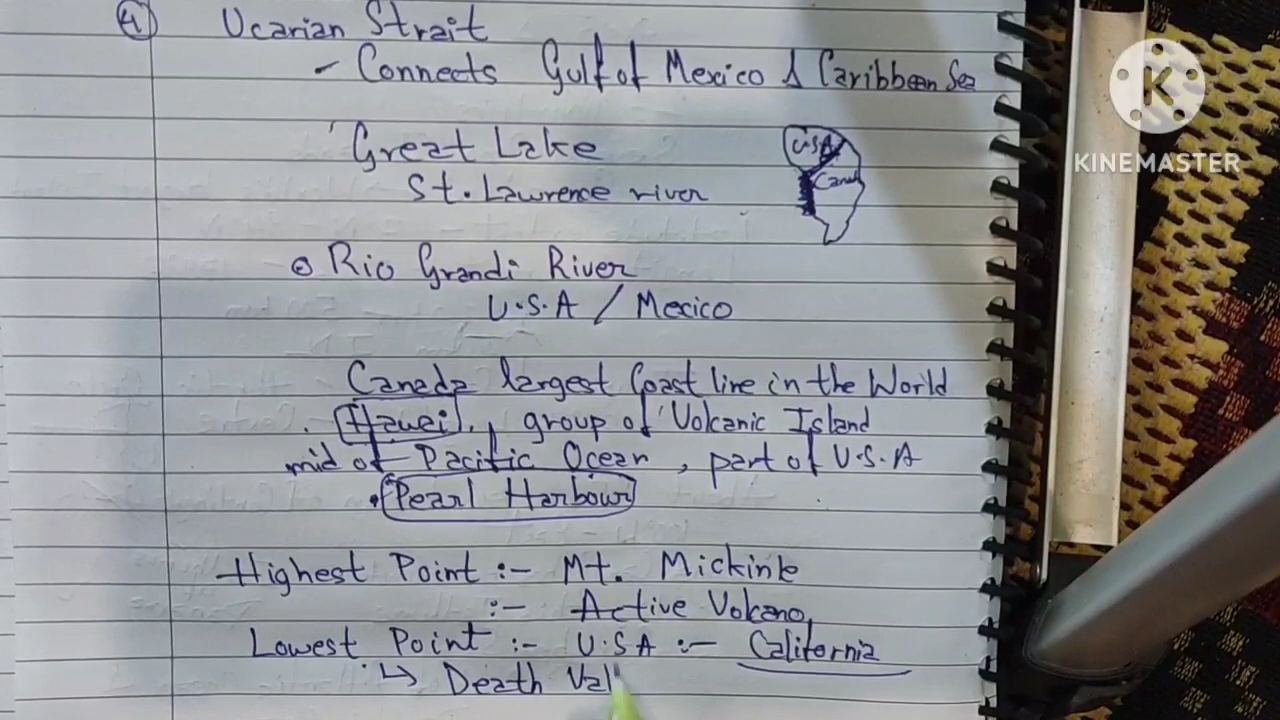 4 Ucarian Strait
- Connects Gulf of Mexico & Caribbean Sea
Great Lake
St. Lawrence river
USA
Canad
Rio Grandi River
U.S.A / Mexico
Canada largest Coast line in the World
Hawei, group of Volcanic Island
mid of Pacific Ocean, part of U.S.A
Pearl Harbour
Highest Point :- Mt. Mickinle
:- Active Volcano
Lowest Point :- U.S.A :- California
↳ Death Val
K
KINEMASTER